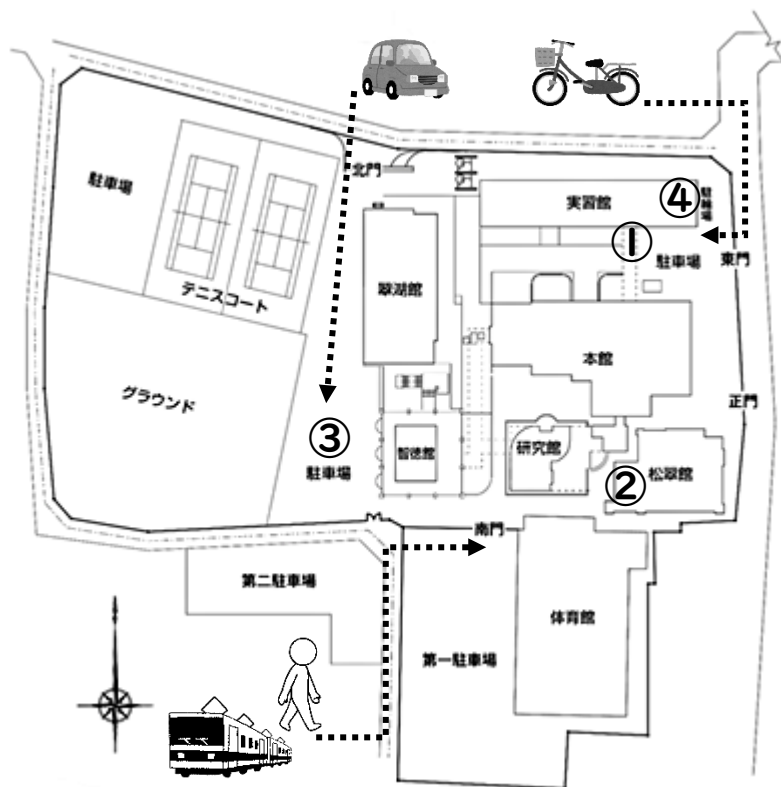 北門
駐車場
実習館
④
駐輪場
①
駐車場
東門
翠湖館
テニスコート
本館
グラウンド
正門
③
駐車場
智徳館
研究館
②
松翠館
南門
第二駐車場
体育館
第一駐車場